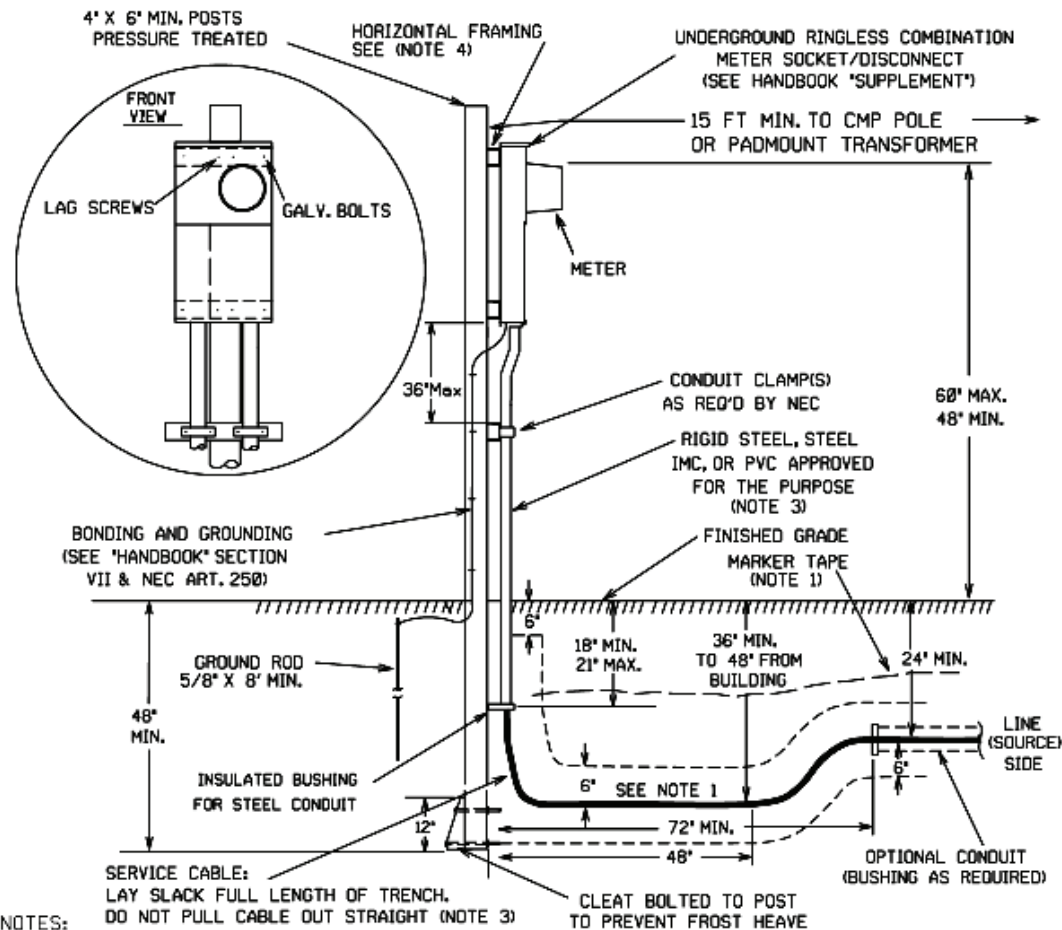 4" X 6" MIN. POSTS
PRESSURE TREATED
HORIZONTAL FRAMING
SEE (NOTE 4)
UNDERGROUND RINGLESS COMBINATION
METER SOCKET/DISCONNECT
(SEE HANDBOOK "SUPPLEMENT")
FRONT
VIEW
15 FT MIN. TO CMP POLE
OR PADMOUNT TRANSFORMER
LAG SCREWS
GALV. BOLTS
METER
36"Max
CONDUIT CLAMP(S)
AS REQ'D BY NEC
60" MAX.
48" MIN.
RIGID STEEL, STEEL
IMC, OR PVC APPROVED
FOR THE PURPOSE
(NOTE 3)
BONDING AND GROUNDING
(SEE "HANDBOOK" SECTION
VII & NEC ART. 250)
FINISHED GRADE
MARKER TAPE
(NOTE 1)
6"
18" MIN.
21" MAX.
36" MIN.
TO 48" FROM
BUILDING
24" MIN.
GROUND ROD
5/8" X 8' MIN.
48"
MIN.
LINE
(SOURCE)
SIDE
INSULATED BUSHING
FOR STEEL CONDUIT
6"
SEE NOTE 1
6"
12"
72" MIN.
48"
OPTIONAL CONDUIT
(BUSHING AS REQUIRED)
SERVICE CABLE:
LAY SLACK FULL LENGTH OF TRENCH.
DO NOT PULL CABLE OUT STRAIGHT (NOTE 3)
CLEAT BOLTED TO POST
TO PREVENT FROST HEAVE
NOTES: